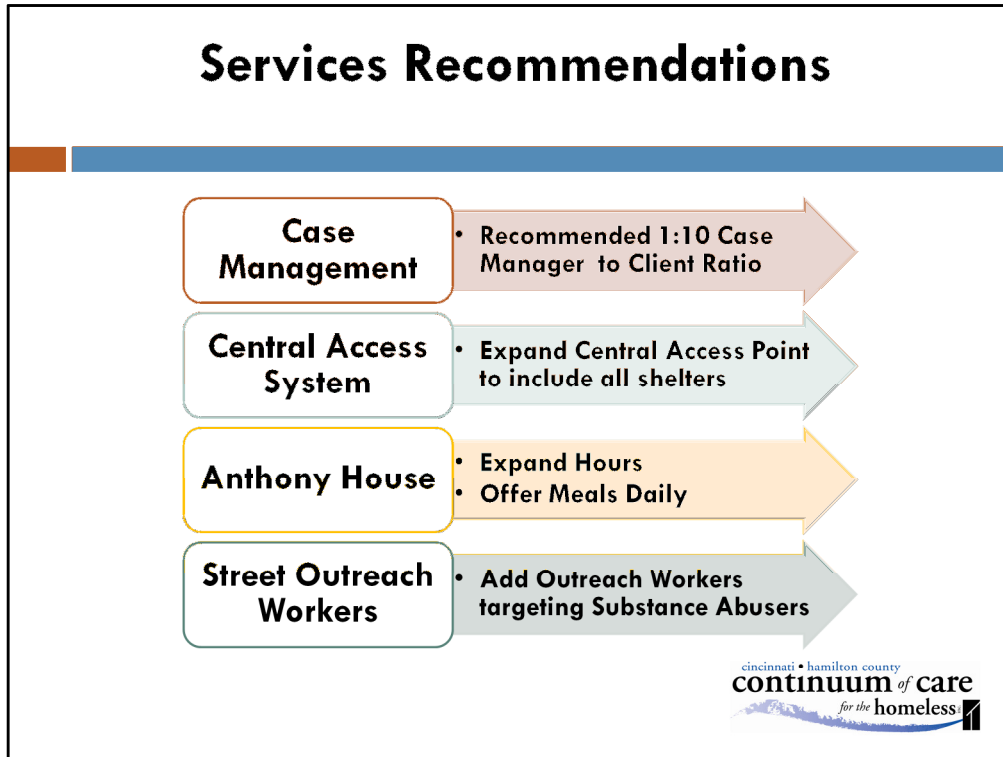 Services Recommendations
Case
Management
• Recommended 1:10 Case
Manager to Client Ratio
Central Access
System
• Expand Central Access Point
to include all shelters
Anthony House
• Expand Hours
• Offer Meals Daily
Street Outreach
Workers
• Add Outreach Workers
targeting Substance Abusers
cincinnati • hamilton county
continuum of care
for the homeless